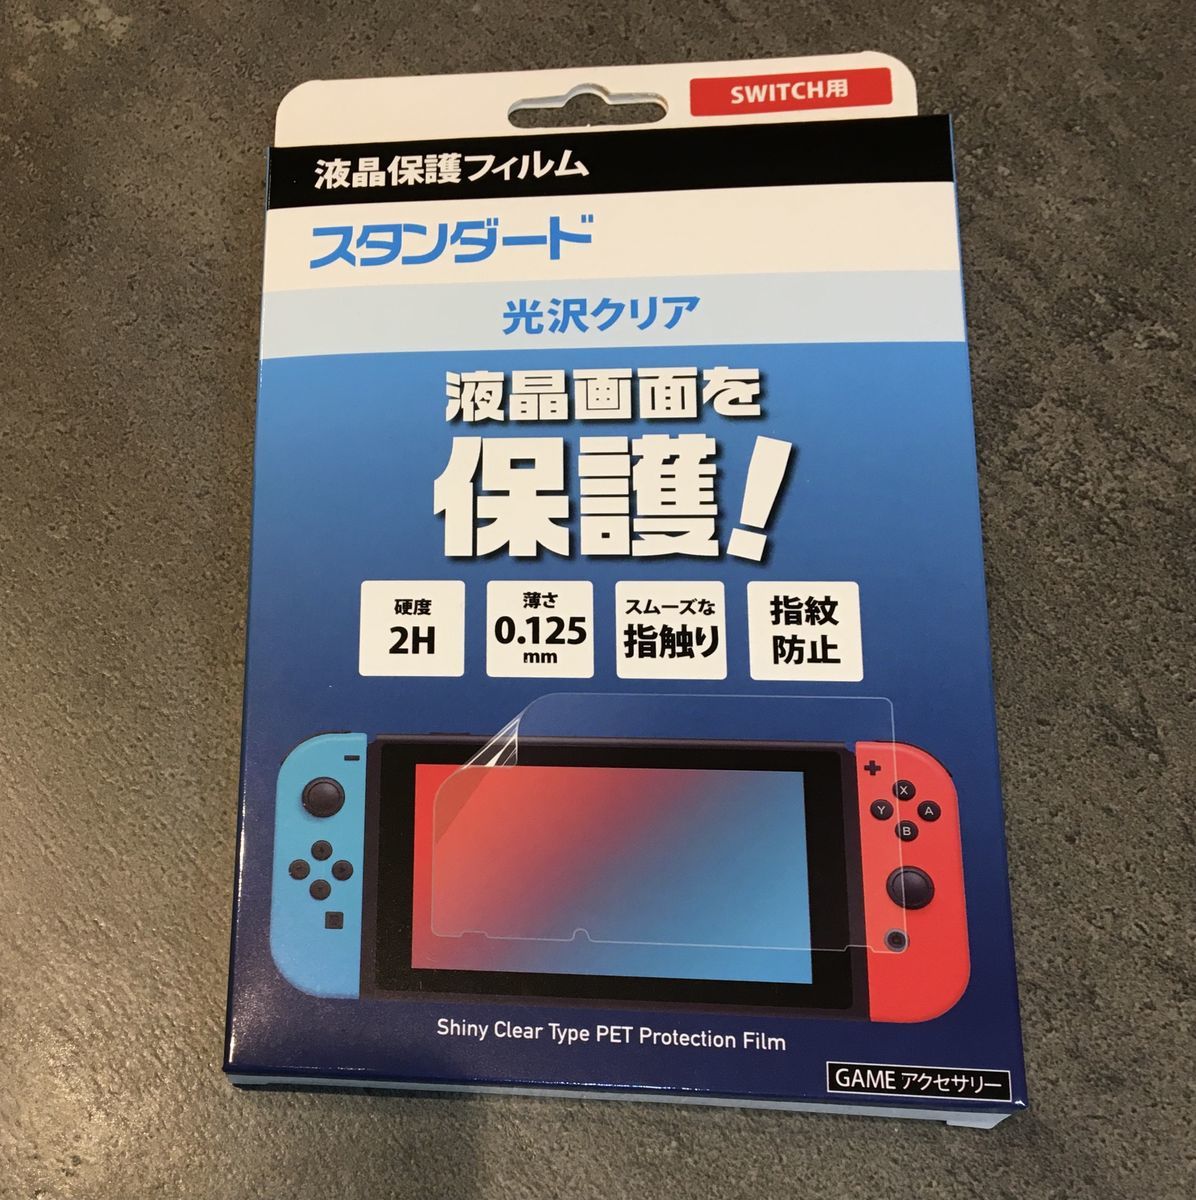 SWITCH用
液晶保護フィルム
スタンダード
光沢クリア
液晶画面を
保護!
硬度
2H
薄さ
0.125
mm
スムーズな
指触り
指紋
防止
X
Y A
B
Shiny Clear Type PET Protection Film
GAME アクセサリー